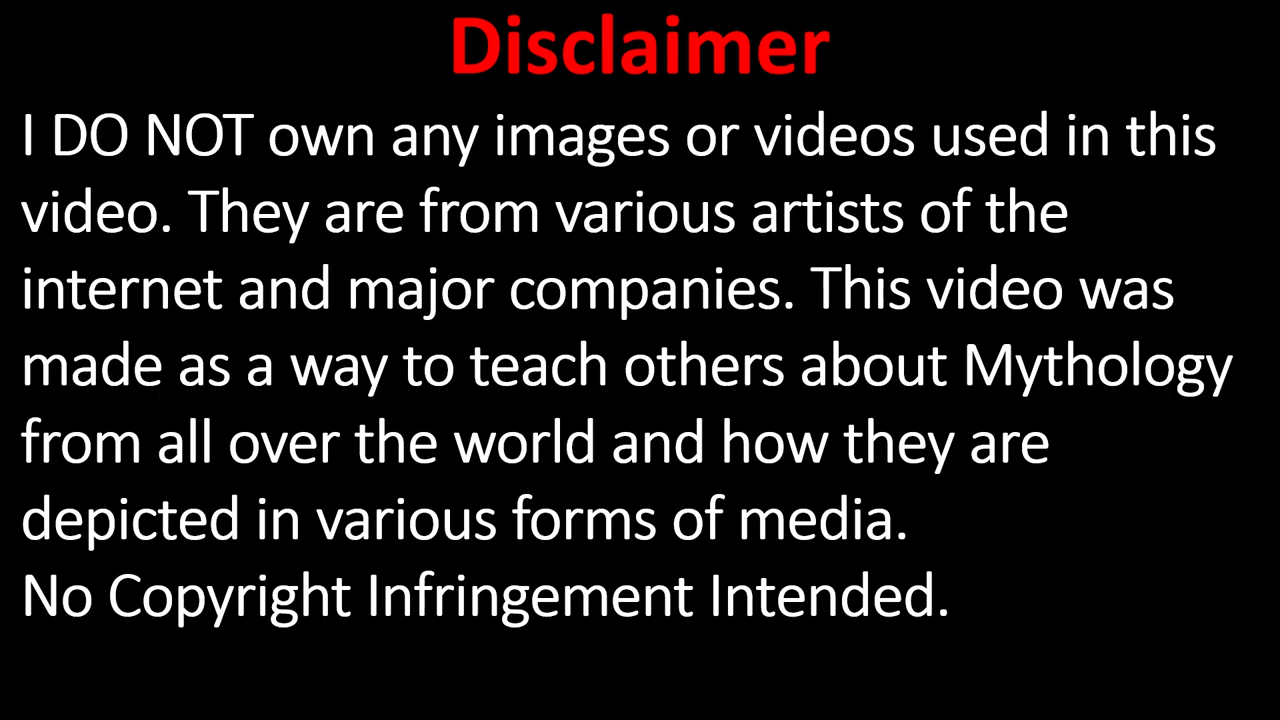 Disclaimer
I DO NOT own any images or videos used in this
video. They are from various artists of the
internet and major companies. This video was
made as a way to teach others about Mythology
from all over the world and how they are
depicted in various forms of media.
No Copyright Infringement Intended.